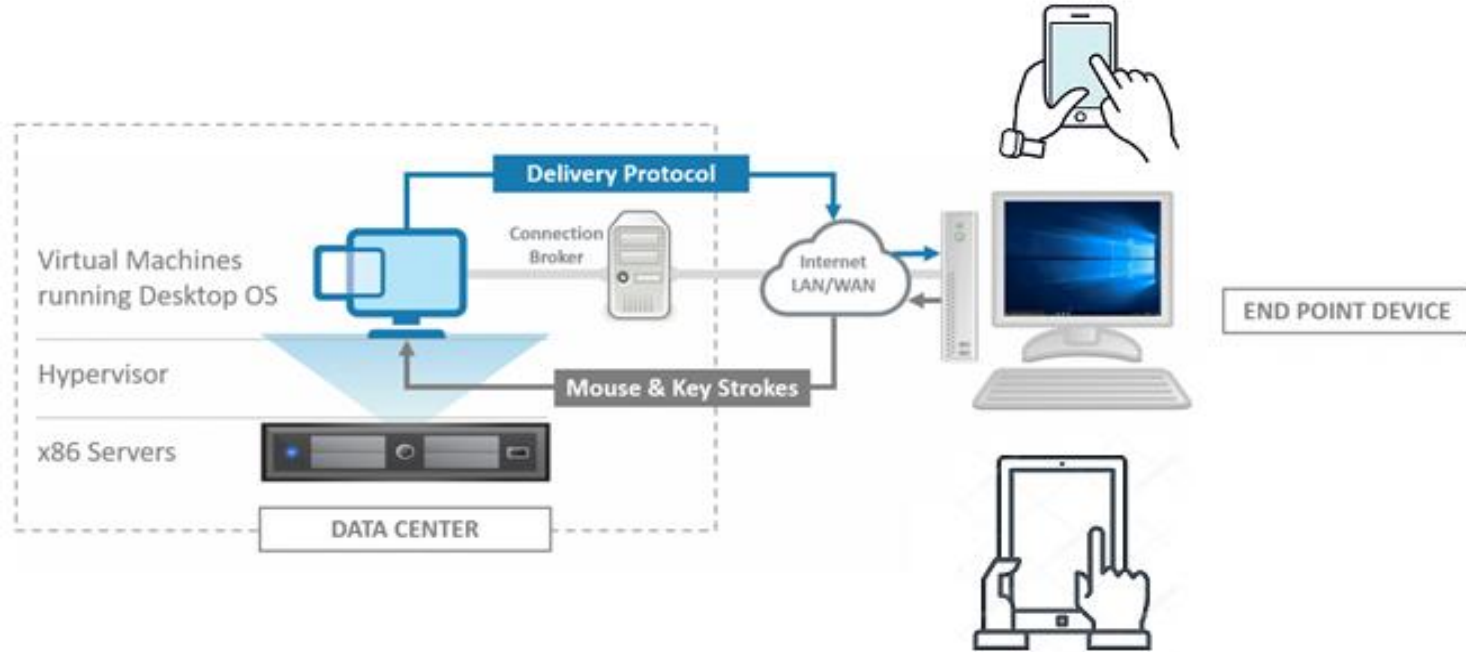 Delivery Protocol
Connection
Broker
Virtual Machines
running Desktop OS
Internet
LAN/WAN
END POINT DEVICE
Hypervisor
Mouse & Key Strokes
x86 Servers
DATA CENTER